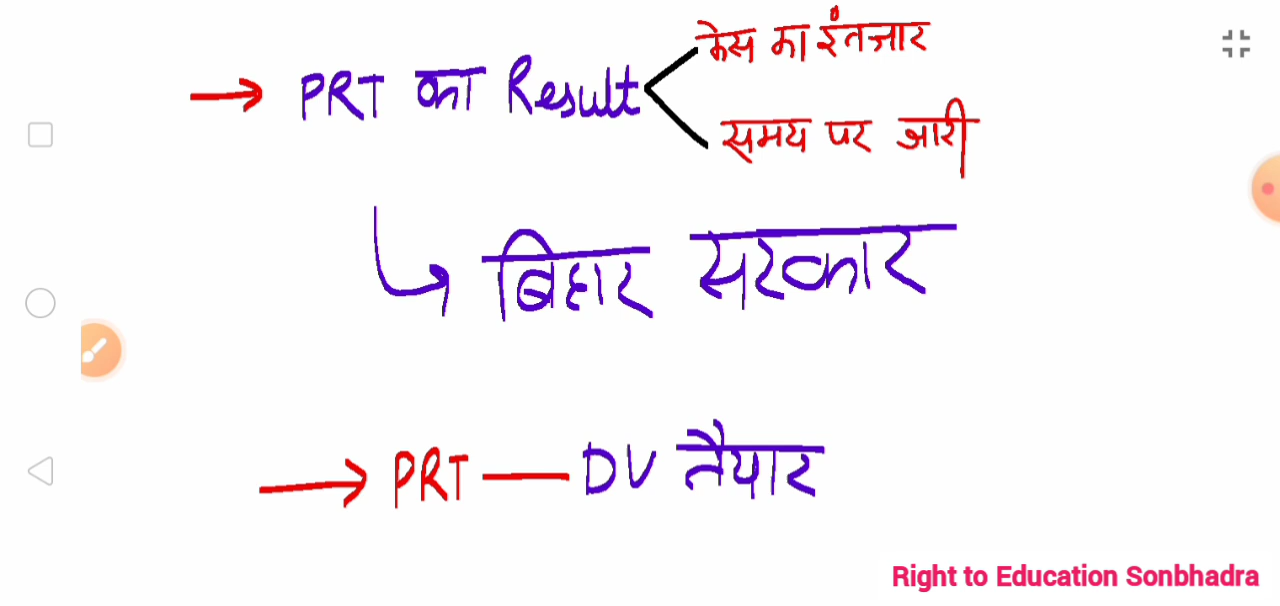 → PRT का Result
केस का इंतजार
समय पर जारी
बिहार सरकार
→ PRT — DV तैयार
Right to Education Sonbhadra